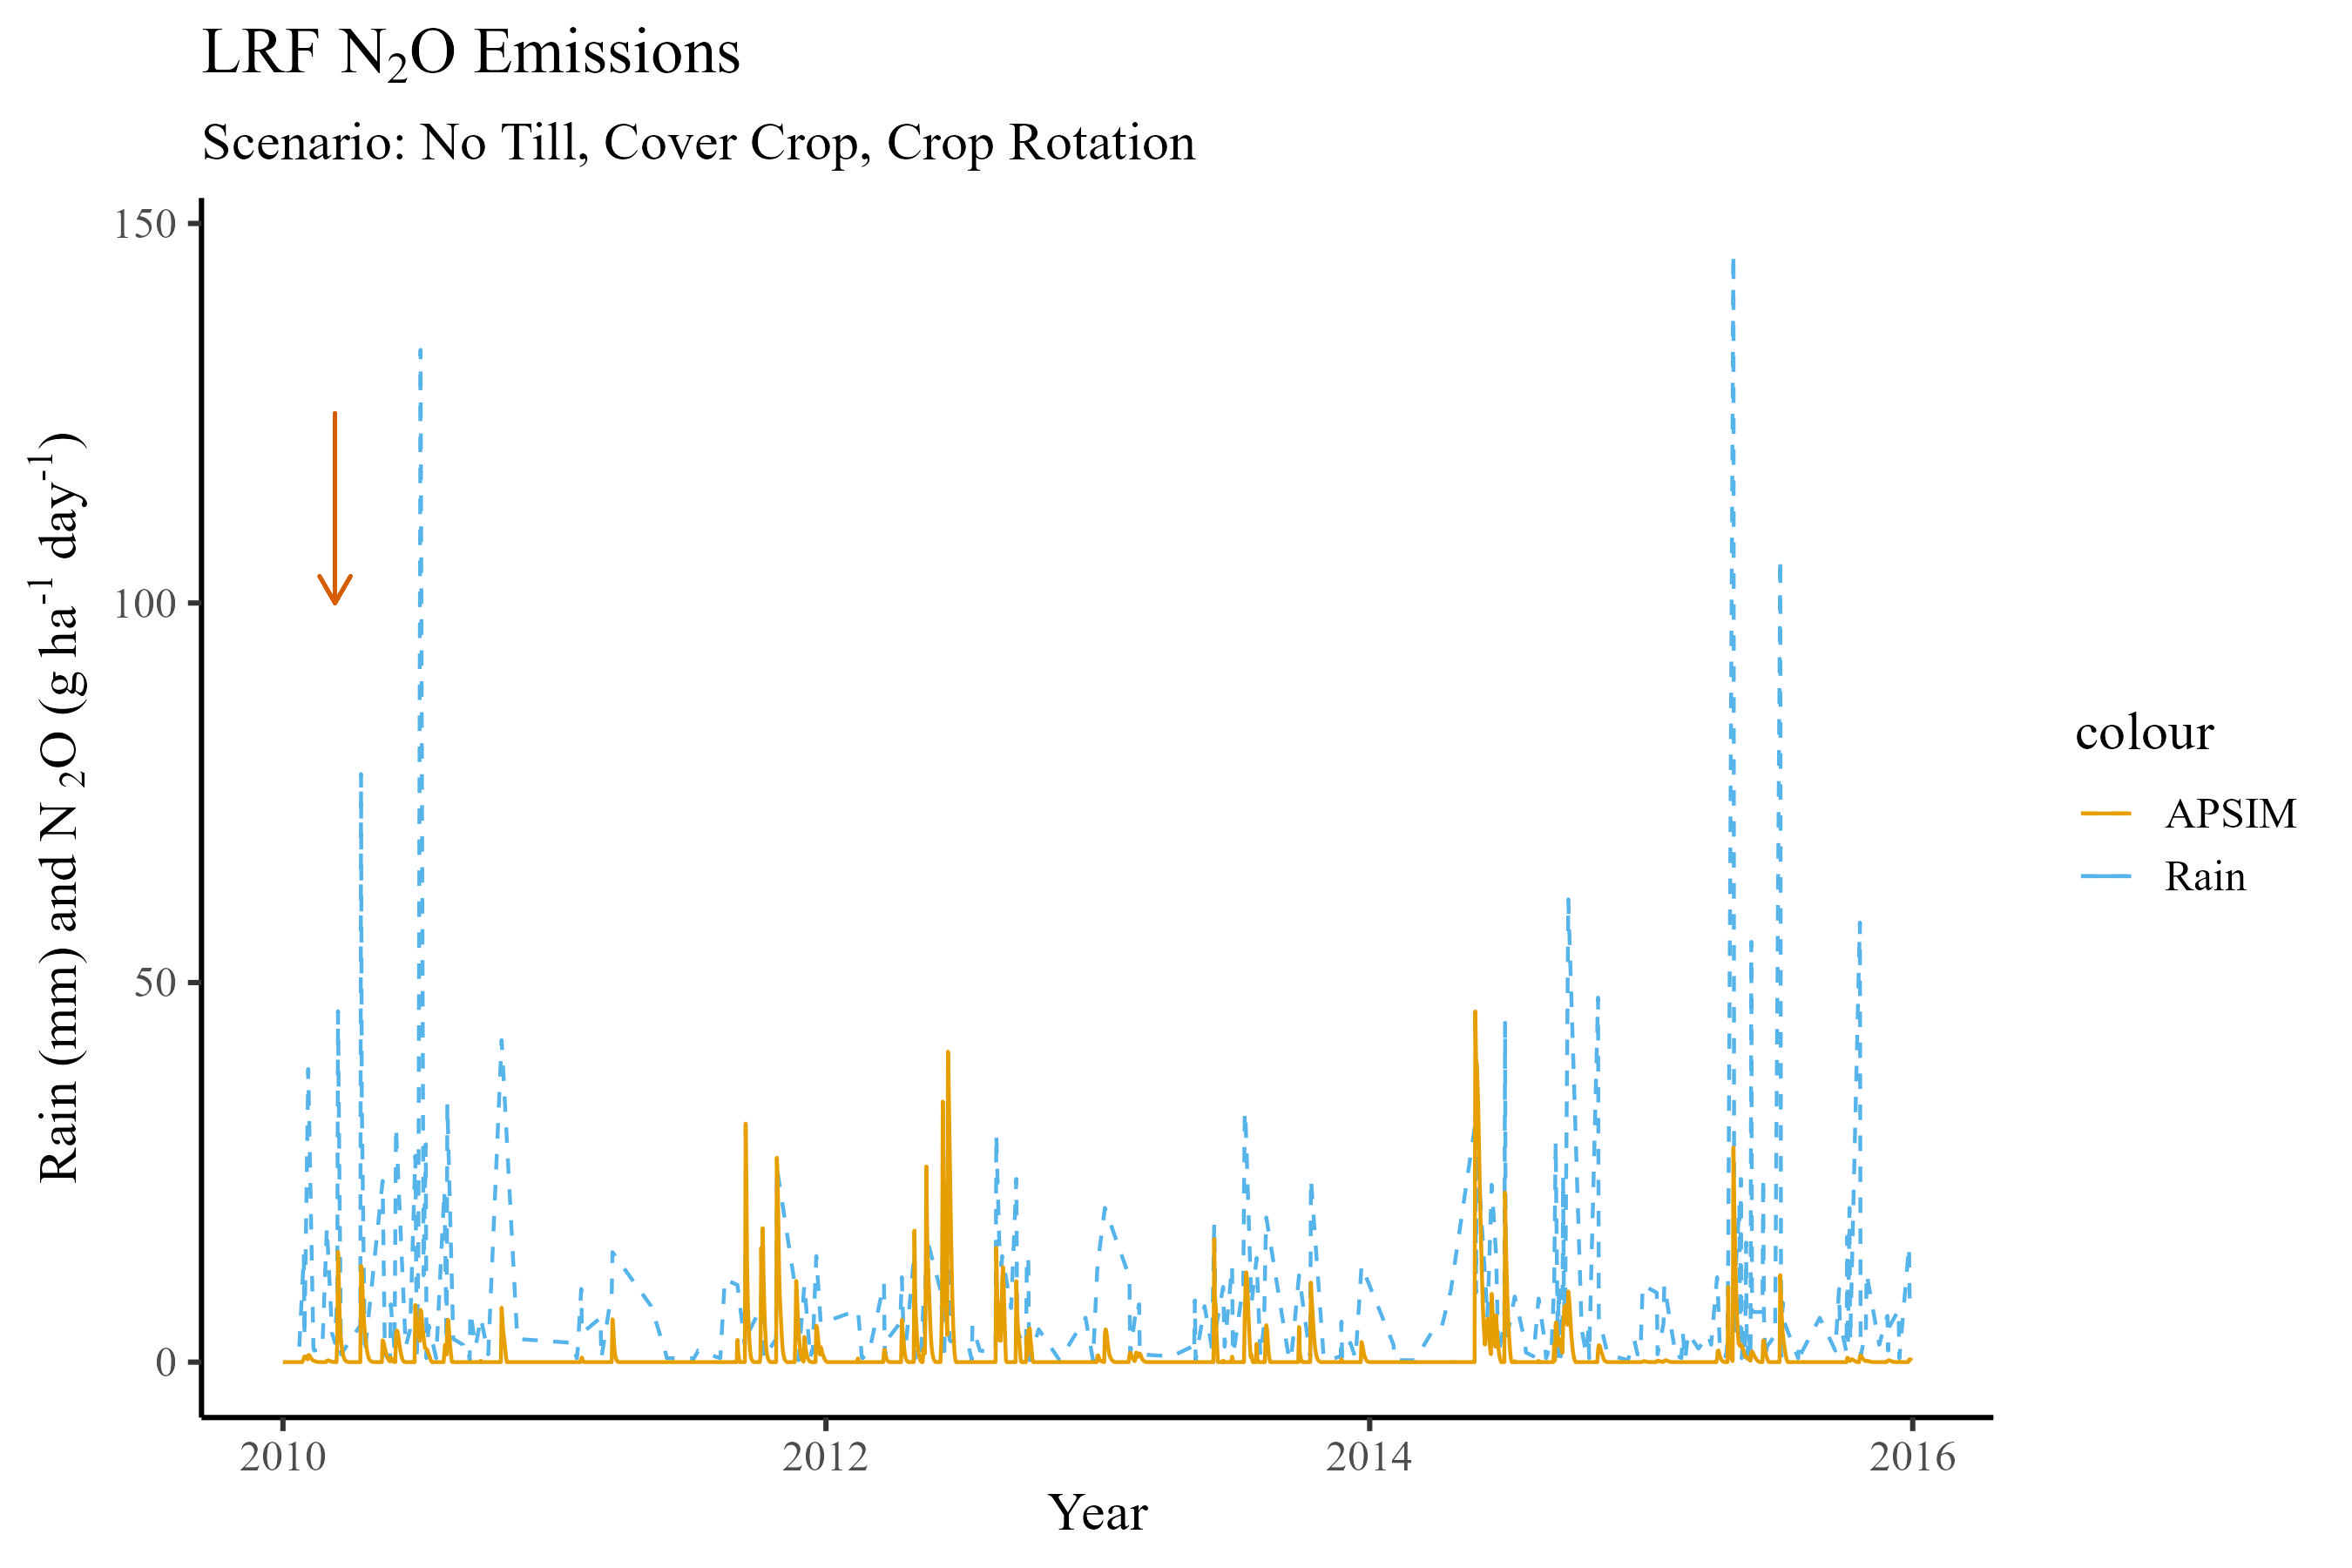 LRF N₂O Emissions
Scenario: No Till, Cover Crop, Crop Rotation
Rain (mm) and N ₂O (g ha⁻¹ day⁻¹)
150
100
50
0
2010
2012
2014
2016
Year
colour
APSIM
Rain